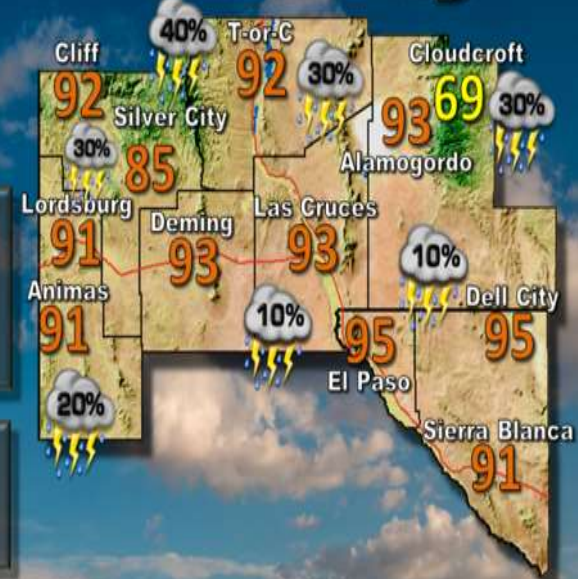 40%
T-or-C
92
Cliff
92
30%
Cloudcroft
69
30%
93
Alamogordo
Silver City
85
30%
Lordsburg
91
Deming
93
Las Cruces
93
10%
Dell City
95
Animas
91
10%
95
El Paso
20%
Sierra Blanca
91